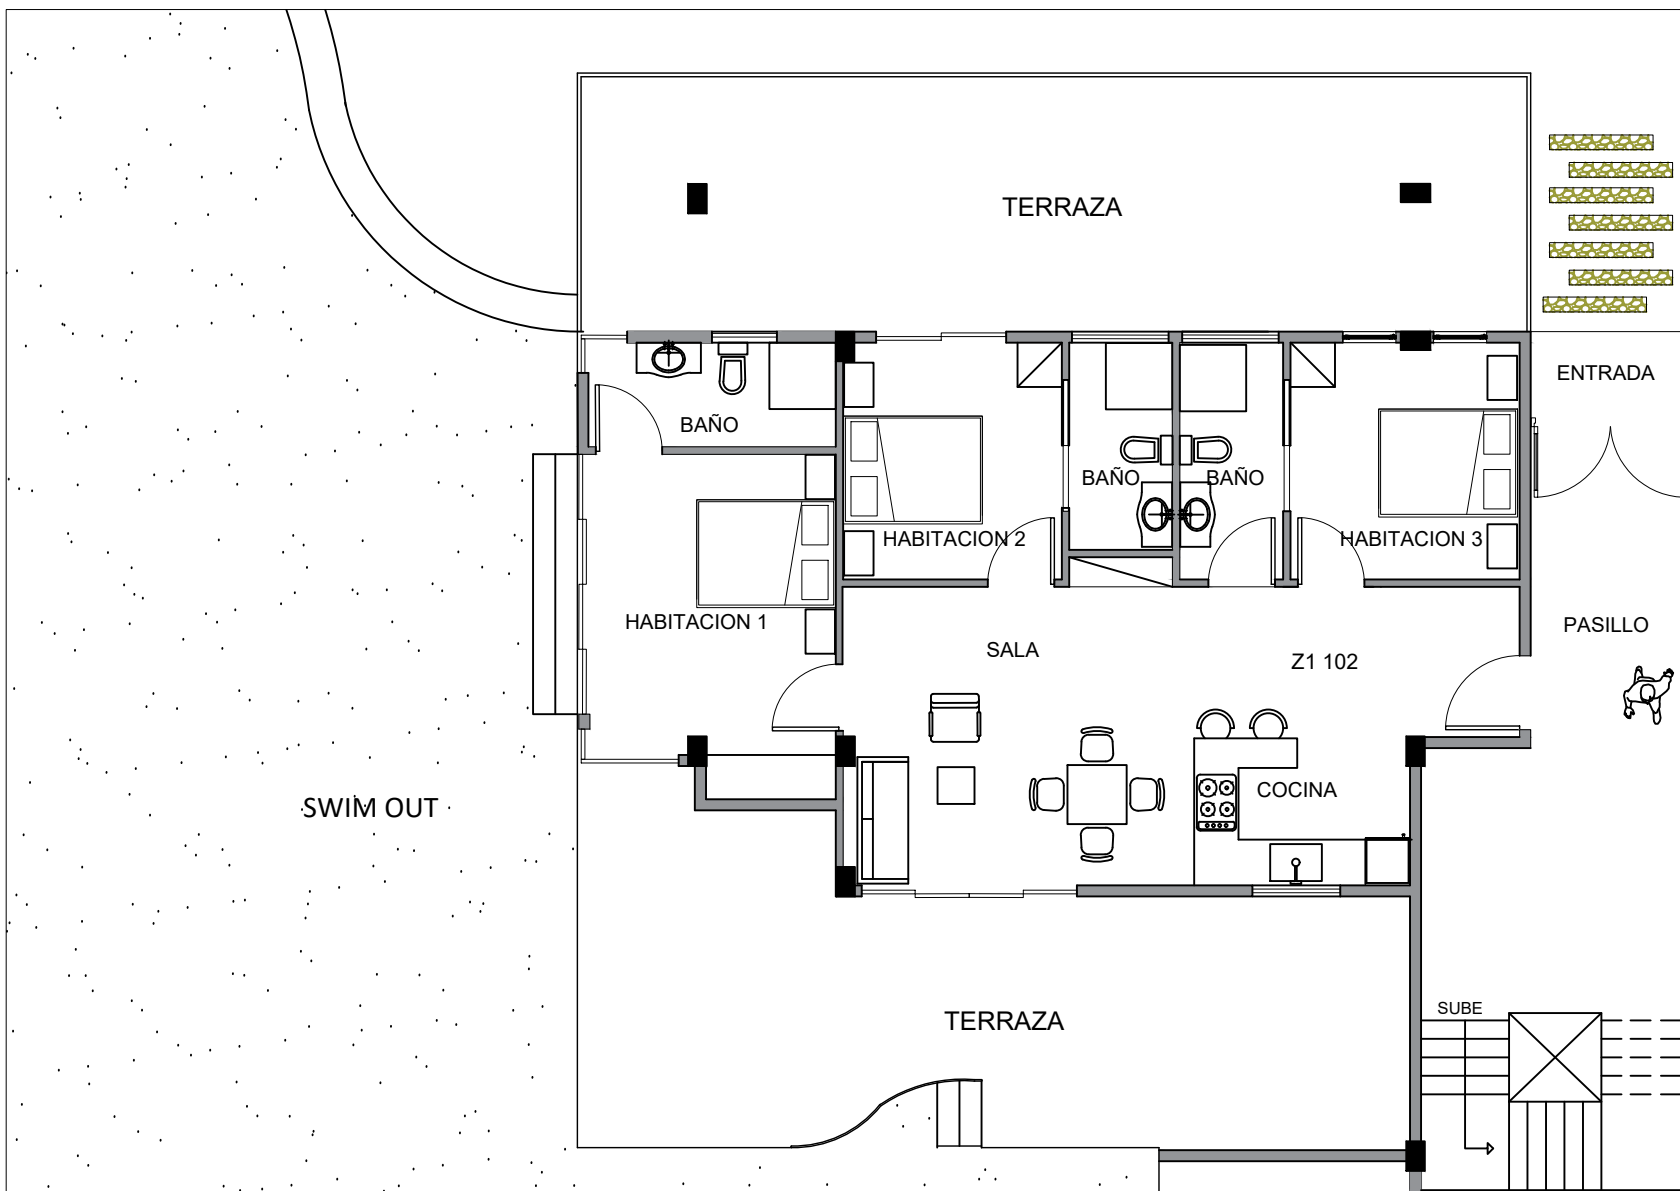 TERRAZA
ENTRADA
BAÑO
BAÑO
BAÑO
HABITACION 2
HABITACION 3
HABITACION 1
SALA
Z1 102
PASILLO
COCINA
SWIM OUT
TERRAZA
SUBE